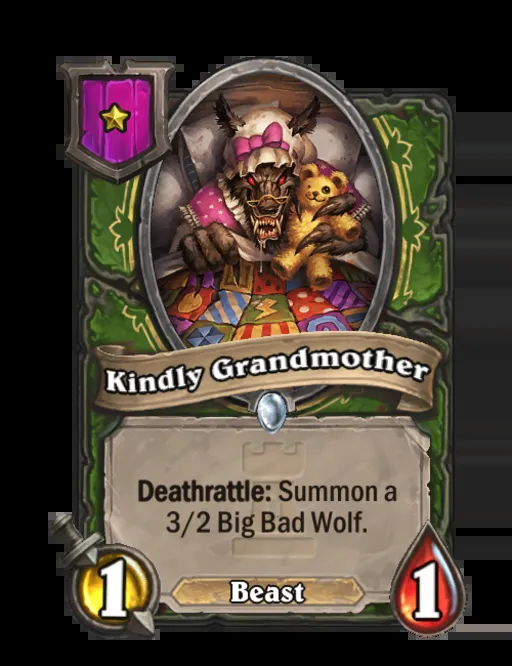 Kindly Grandmother
Deathrattle: Summon a
3/2 Big Bad Wolf.
1
Beast
1